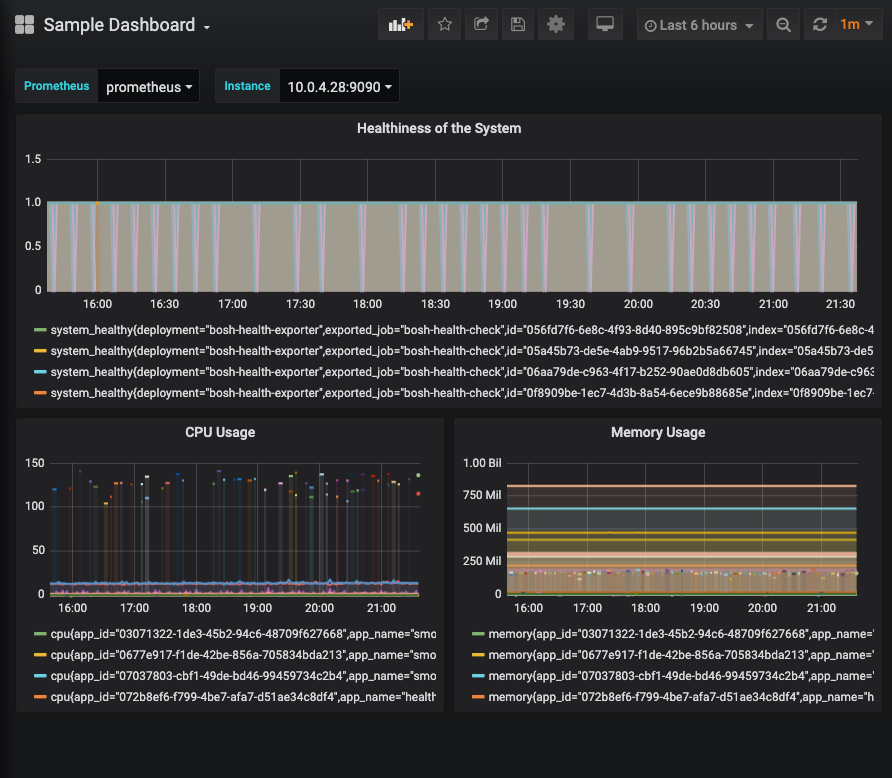 Sample Dashboard
Last 6 hours
1m
Prometheus prometheus Instance 10.0.4.28:9090
Healthiness of the System
1.5
1.0
0.5
0
16:00 16:30 17:00 17:30 18:00 18:30 19:00 19:30 20:00 20:30 21:00 21:30
system_healthy{deployment="bosh-health-exporter",exported_job="bosh-health-check",id="056fd7f6-6e8c-4f93-8d40-895c9bf82508",index="056fd7f6-6e8c-4
system_healthy{deployment="bosh-health-exporter",exported_job="bosh-health-check",id="05a45b73-de5e-4ab9-9517-96b2b5a66745",index="05a45b73-de5
system_healthy{deployment="bosh-health-exporter",exported_job="bosh-health-check",id="06aa79de-c963-4f17-b252-90ae0d8db605",index="06aa79de-c963
system_healthy{deployment="bosh-health-exporter",exported_job="bosh-health-check",id="0f8909be-1ec7-4d3b-8a54-6ece9b88685e",index="0f8909be-1ec7-
CPU Usage
150
100
50
0
16:00 17:00 18:00 19:00 20:00 21:00
cpu{app_id="03071322-1de3-45b2-94c6-48709f627668",app_name="smo
cpu{app_id="0677e917-f1de-42be-856a-705834bda213",app_name="smo
cpu{app_id="07037803-cbf1-49de-bd46-99459734c2b4",app_name="smo
cpu{app_id="072b8ef6-f799-4be7-afa7-d51ae34c8df4",app_name="health
Memory Usage
1.00 Bil
750 Mil
500 Mil
250 Mil
0
16:00 17:00 18:00 19:00 20:00 21:00
memory{app_id="03071322-1de3-45b2-94c6-48709f627668",app_name="
memory{app_id="0677e917-f1de-42be-856a-705834bda213",app_name="
memory{app_id="07037803-cbf1-49de-bd46-99459734c2b4",app_name="
memory{app_id="072b8ef6-f799-4be7-afa7-d51ae34c8df4",app_name="h